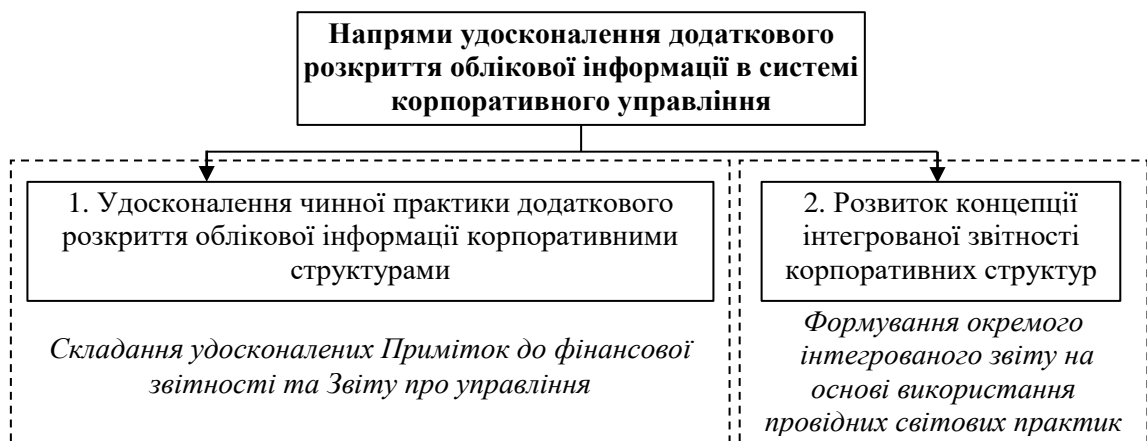 Напрями удосконалення додаткового
розкриття облікової інформації в системі
корпоративного управління
1. Удосконалення чинної практики додаткового
розкриття облікової інформації корпоративними
структурами
Складання удосконалених Приміток до фінансової
звітності та Звіту про управління
2. Розвиток концепції
інтегрованої звітності
корпоративних структур
Формування окремого
інтегрованого звіту на
основі використання
провідних світових практик